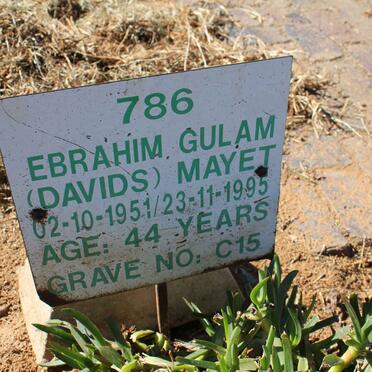 786
EBRAHIM GULAM
(DAVIDS) MAYET
02-10-1951/23-11-1995
AGE: 44 YEARS
GRAVE NO: C15